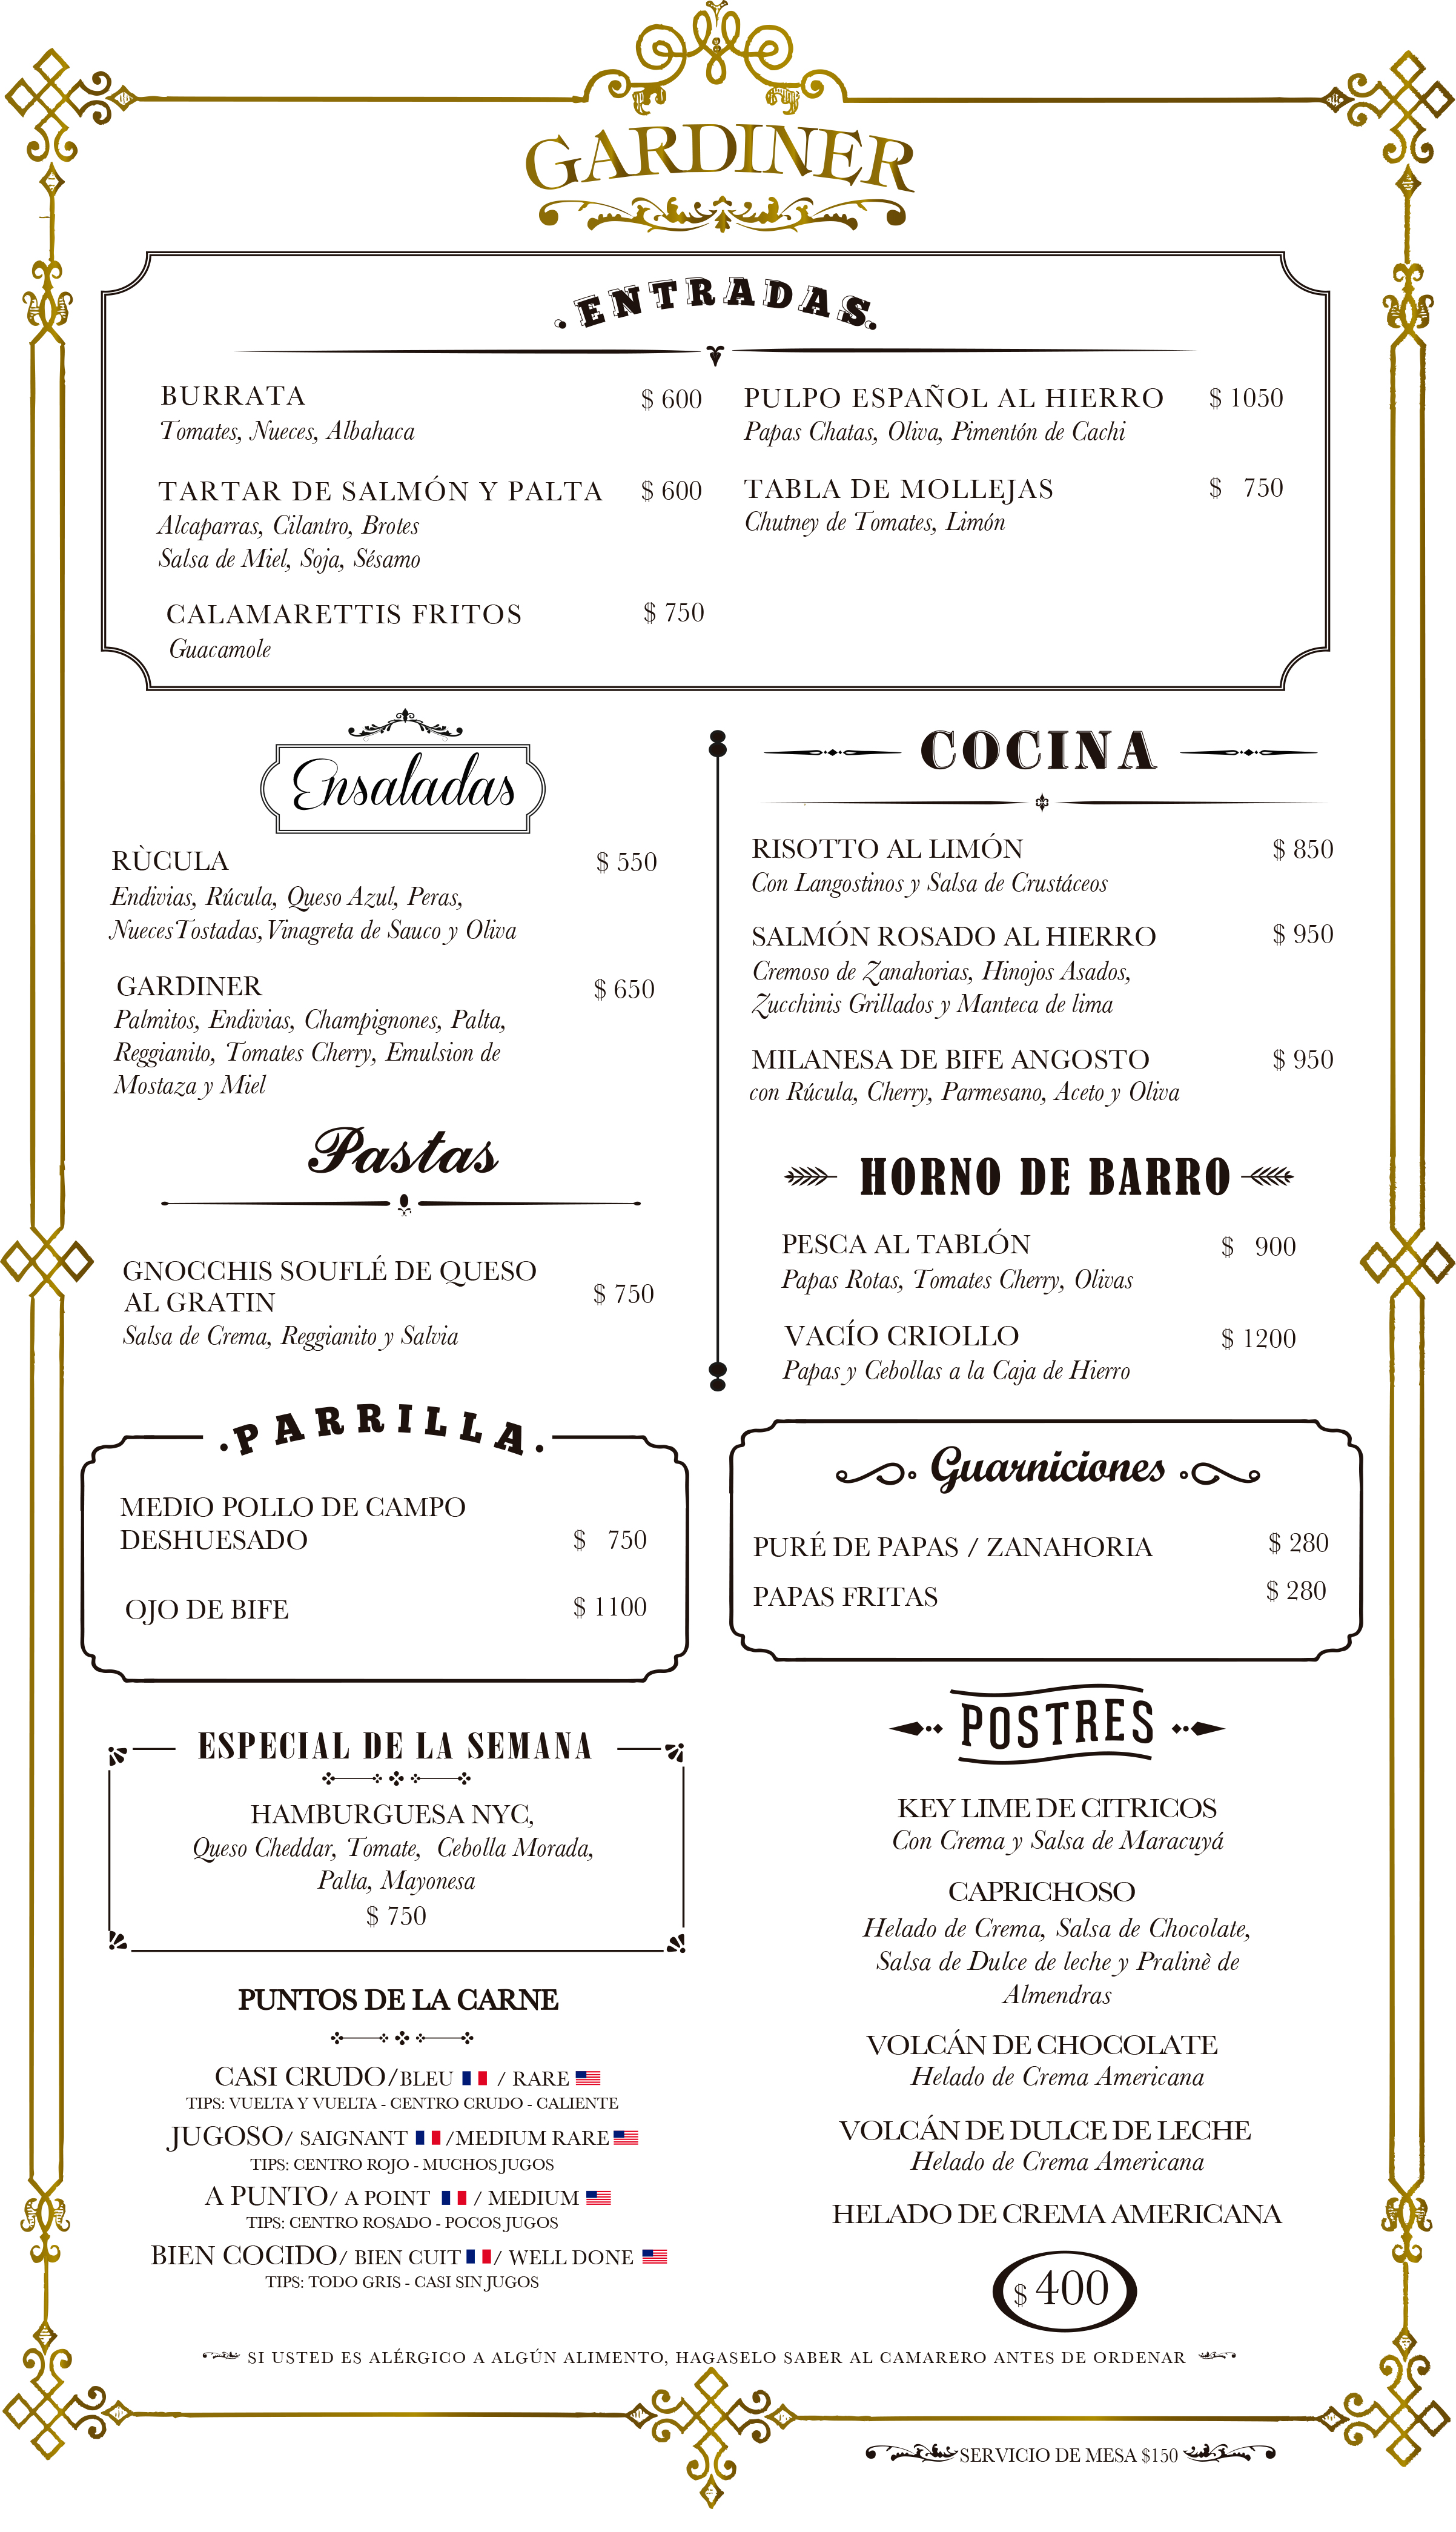 GARDINER
ENTRADAS
BURRATA $ 600
Tomates, Nueces, Albahaca
TARTAR DE SALMÓN Y PALTA $ 600
Alcaparras, Cilantro, Brotes
Salsa de Miel, Soja, Sésamo
CALAMARETTIS FRITOS $ 750
Guacamole
PULPO ESPAÑOL AL HIERRO $ 1050
Papas Chatas, Oliva, Pimentón de Cachi
TABLA DE MOLLEJAS $ 750
Chutney de Tomates, Limón
Ensaladas
RÙCULA $ 550
Endivias, Rúcula, Queso Azul, Peras,
NuecesTostadas, Vinagreta de Sauco y Oliva
GARDINER $ 650
Palmitos, Endivias, Champignones, Palta,
Reggianito, Tomates Cherry, Emulsion de
Mostaza y Miel
Pastas
GNOCCHIS SOUFLÉ DE QUESO
AL GRATIN $ 750
Salsa de Crema, Reggianito y Salvia
COCINA
RISOTTO AL LIMÓN $ 850
Con Langostinos y Salsa de Crustáceos
SALMÓN ROSADO AL HIERRO $ 950
Cremoso de Zanahorias, Hinojos Asados,
Zucchinis Grillados y Manteca de lima
MILANESA DE BIFE ANGOSTO $ 950
con Rúcula, Cherry, Parmesano, Aceto y Oliva
HORNO DE BARRO
PESCA AL TABLÓN $ 900
Papas Rotas, Tomates Cherry, Olivas
VACÍO CRIOLLO $ 1200
Papas y Cebollas a la Caja de Hierro
PARRILLA
MEDIO POLLO DE CAMPO
DESHUESADO $ 750
OJO DE BIFE $ 1100
Guarniciones
PURÉ DE PAPAS / ZANAHORIA $ 280
PAPAS FRITAS $ 280
ESPECIAL DE LA SEMANA
HAMBURGUESA NYC,
Queso Cheddar, Tomate, Cebolla Morada,
Palta, Mayonesa
$ 750
PUNTOS DE LA CARNE
CASI CRUDO/BLEU / RARE
TIPS: VUELTA Y VUELTA - CENTRO CRUDO - CALIENTE
JUGOSO/ SAIGNANT /MEDIUM RARE
TIPS: CENTRO ROJO - MUCHOS JUGOS
A PUNTO/ A POINT / MEDIUM
TIPS: CENTRO ROSADO - POCOS JUGOS
BIEN COCIDO/ BIEN CUIT / WELL DONE
TIPS: TODO GRIS - CASI SIN JUGOS
POSTRES
KEY LIME DE CITRICOS
Con Crema y Salsa de Maracuyá
CAPRICHOSO
Helado de Crema, Salsa de Chocolate,
Salsa de Dulce de leche y Pralinè de
Almendras
VOLCÁN DE CHOCOLATE
Helado de Crema Americana
VOLCÁN DE DULCE DE LECHE
Helado de Crema Americana
HELADO DE CREMA AMERICANA
$ 400
SI USTED ES ALÉRGICO A ALGÚN ALIMENTO, HAGASELO SABER AL CAMARERO ANTES DE ORDENAR
SERVICIO DE MESA $150